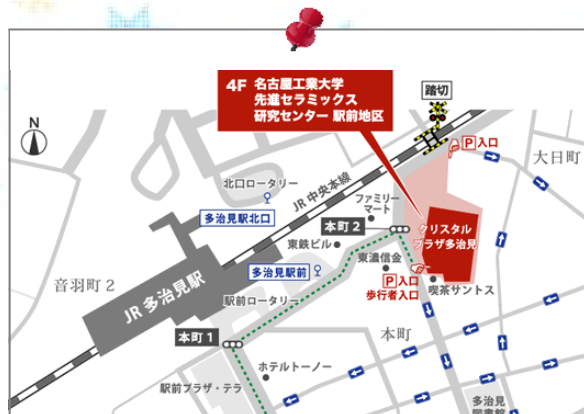 4F 名古屋工業大学
先進セラミックス
研究センター 駅前地区
踏切
N
P入口
大日町
北口ロータリー
JR 中央本線
ファミリー
マート
多治見駅北口
本町 2
クリスタル
プラザ多治見
東鉄ビル
音羽町 2
多治見駅前
東濃信金
P入口
歩行者入口
喫茶サントス
JR 多治見駅
駅前ロータリー
本町 1
本町
ホテルトーノー
駅前プラザ・テラ
多治見